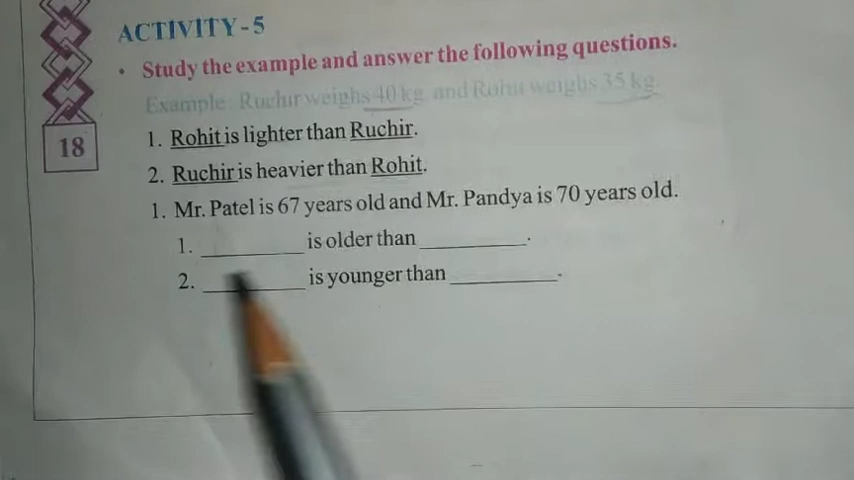 ACTIVITY - 5
• Study the example and answer the following questions.
Example: Ruchir weighs 40 kg. and Rohit weighs 35 kg.
1. Rohit is lighter than Ruchir.
18
2. Ruchir is heavier than Rohit.
1. Mr. Patel is 67 years old and Mr. Pandya is 70 years old.
1. __________ is older than __________.
2. __________ is younger than __________.